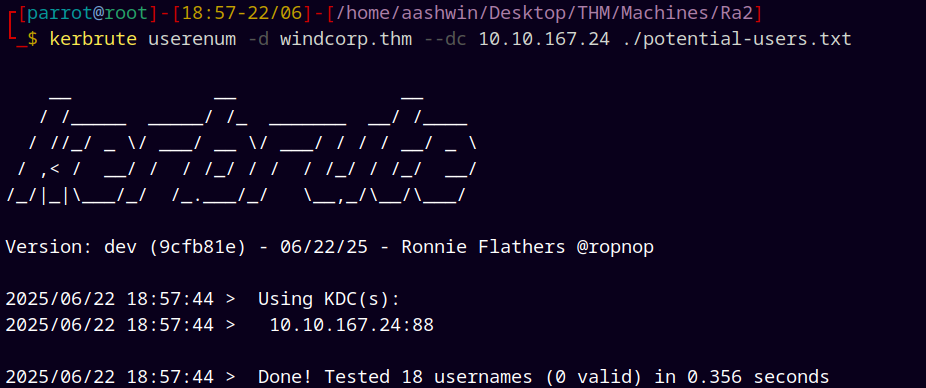 ┌[parrot@root]-[18:57-22/06]-[/home/aashwin/Desktop/THM/Machines/Ra2]
└_$ kerbrute userenum -d windcorp.thm --dc 10.10.167.24 ./potential-users.txt
    __             __               __
   / /_____  _____/ /_  _______  __/ /____
  / //_/ _ \/ ___/ __ \/ ___/ / / / __/ _ \
 / ,< /  __/ /  / /_/ / /  / /_/ / /_/  __/
/_/|_|\___/_/  /_.___/_/   \__,_/\__/\___/
Version: dev (9cfb81e) - 06/22/25 - Ronnie Flathers @ropnop
2025/06/22 18:57:44 >  Using KDC(s):
2025/06/22 18:57:44 >   10.10.167.24:88
2025/06/22 18:57:44 >  Done! Tested 18 usernames (0 valid) in 0.356 seconds